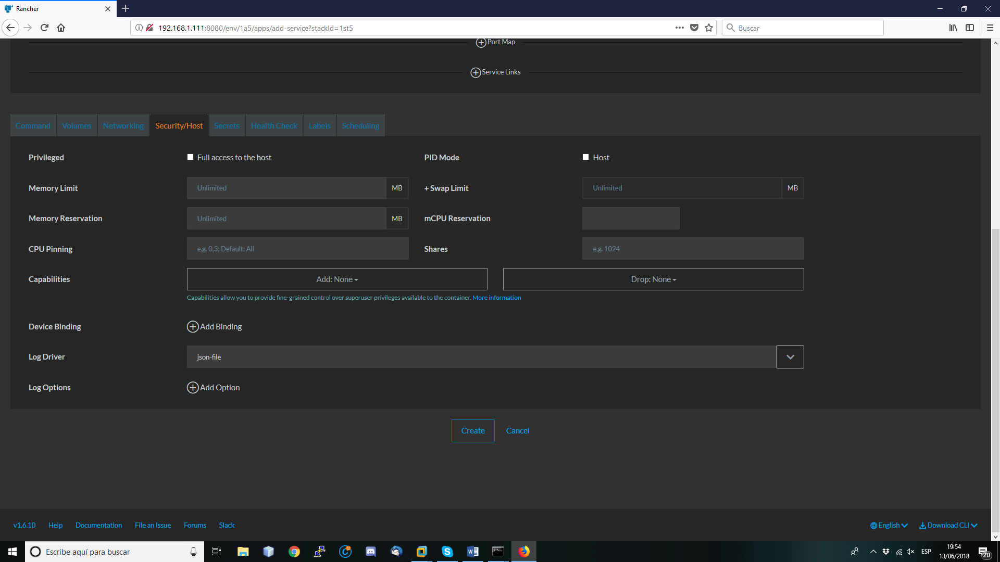 Rancher
192.168.1.111:8080/env/1a5/apps/add-service?stackId=1st5
Buscar
Port Map
Service Links
Command Volumes Networking Security/Host Secrets Health Check Labels Scheduling
Privileged Full access to the host PID Mode Host
Memory Limit Unlimited MB + Swap Limit Unlimited MB
Memory Reservation Unlimited MB mCPU Reservation
CPU Pinning e.g. 0,3; Default: All Shares e.g. 1024
Capabilities Add: None Drop: None
Capabilities allow you to provide fine-grained control over superuser privileges available to the container. More information
Device Binding Add Binding
Log Driver json-file
Log Options Add Option
Create Cancel
v1.6.10 Help Documentation File an Issue Forums Slack English Download CLI
Escribe aquí para buscar
ESP
19:54
13/06/2018
20